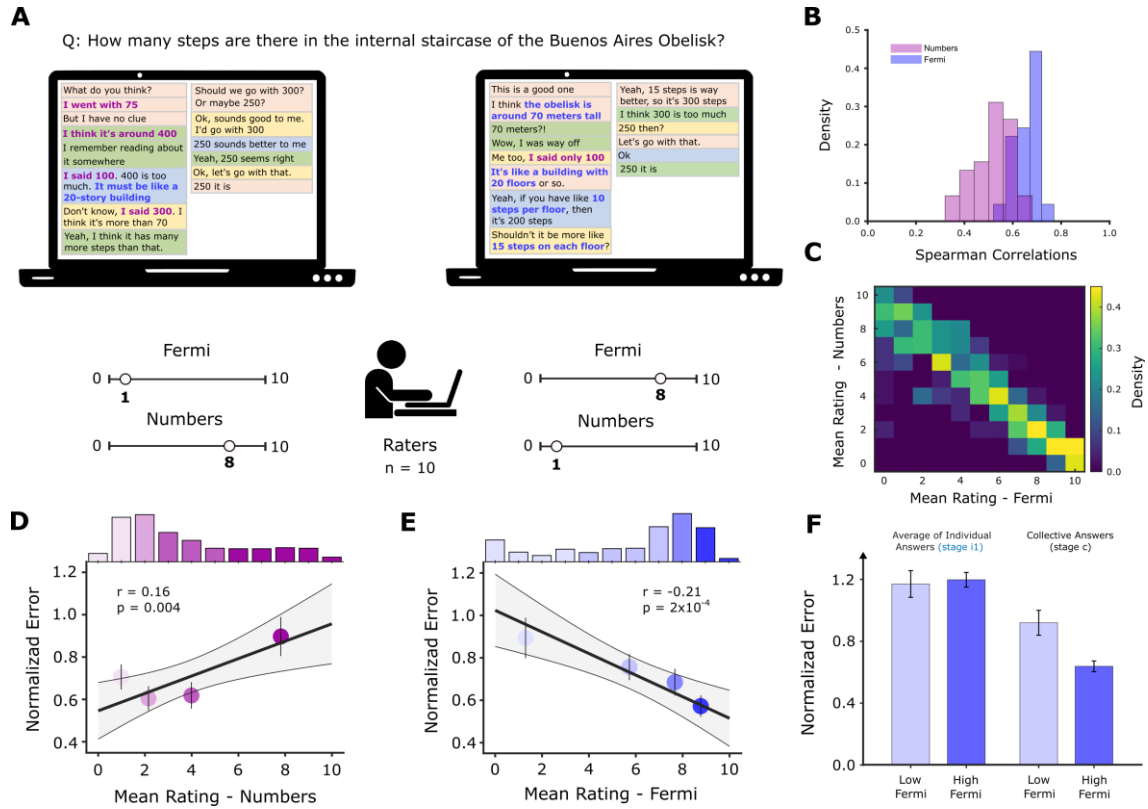 A
Q: How many steps are there in the internal staircase of the Buenos Aires Obelisk?
What do you think?
I went with 75
But I have no clue
I think it's around 400
I remember reading about
it somewhere
I said 100. 400 is too
much. It must be like a
20-story building
Don't know, I said 300. I
think it's more than 70
Yeah, I think it has many
more steps than that.
Should we go with 300?
Or maybe 250?
Ok, sounds good to me.
I'd go with 300
250 sounds better to me
Yeah, 250 seems right
Ok, let's go with that.
250 it is
This is a good one
I think the obelisk is
around 70 meters tall
70 meters?!
Wow, I was way off
Me too, I said only 100
It's like a building with
20 floors or so.
Yeah, if you have like 10
steps per floor, then
it's 200 steps
Shouldn't it be more like
15 steps on each floor?
Yeah, 15 steps is way
better, so it's 300 steps
I think 300 is too much
250 then?
Let's go with that.
Ok
250 it is
Fermi
0 10
1
Numbers
0 10
8
Raters
n = 10
Fermi
0 10
8
Numbers
0 10
1
B
Numbers
Fermi
Density
0.5
0.4
0.3
0.2
0.1
0.0
0.0 0.2 0.4 0.6 0.8 1.0
Spearman Correlations
C
Mean Rating - Numbers
10
8
6
4
2
0
0 2 4 6 8 10
Mean Rating - Fermi
0.4
0.3
0.2
0.1
0.0
Density
D
r = 0.16
p = 0.004
Normalized Error
1.2
1.0
0.8
0.6
0.4
0 2 4 6 8 10
Mean Rating - Numbers
E
r = -0.21
p = 2x10-4
Normalized Error
1.2
1.0
0.8
0.6
0.4
0 2 4 6 8 10
Mean Rating - Fermi
F
Average of Individual
Answers (stage i1)
Collective Answers
(stage c)
Normalizad Error
1.2
0.8
0.4
0.0
Low
Fermi
High
Fermi
Low
Fermi
High
Fermi